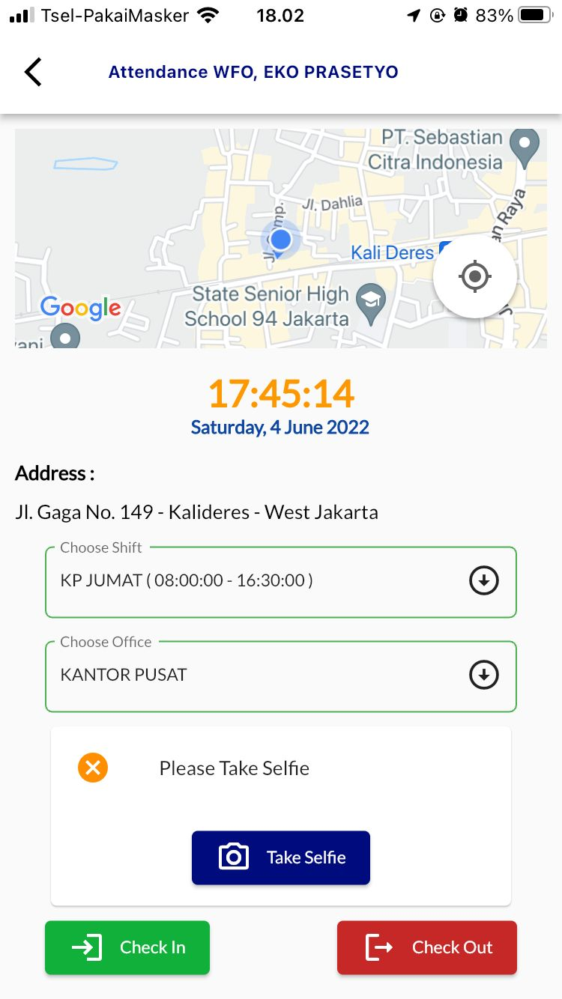 Tsel-PakaiMasker 18.02 83%
Attendance WFO, EKO PRASETYO
PT. Sebastian
Citra Indonesia
Jl. Dahlia
an Raya
Kali Deres
State Senior High
School 94 Jakarta
Google
17:45:14
Saturday, 4 June 2022
Address :
Jl. Gaga No. 149 - Kalideres - West Jakarta
Choose Shift
KP JUMAT ( 08:00:00 - 16:30:00 )
Choose Office
KANTOR PUSAT
Please Take Selfie
Take Selfie
Check In
Check Out